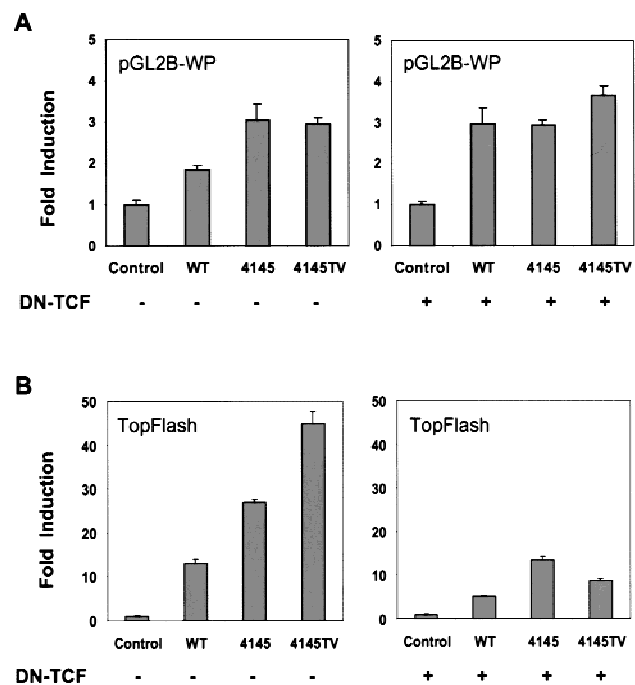 A
pGL2B-WP
pGL2B-WP
Fold Induction
5
4
3
2
1
0
5
4
3
2
1
0
Control WT 4145 4145TV
Control WT 4145 4145TV
DN-TCF - - - - + + + +
B
TopFlash
TopFlash
Fold Induction
50
40
30
20
10
0
50
40
30
20
10
0
Control WT 4145 4145TV
Control WT 4145 4145TV
DN-TCF - - - - + + + +